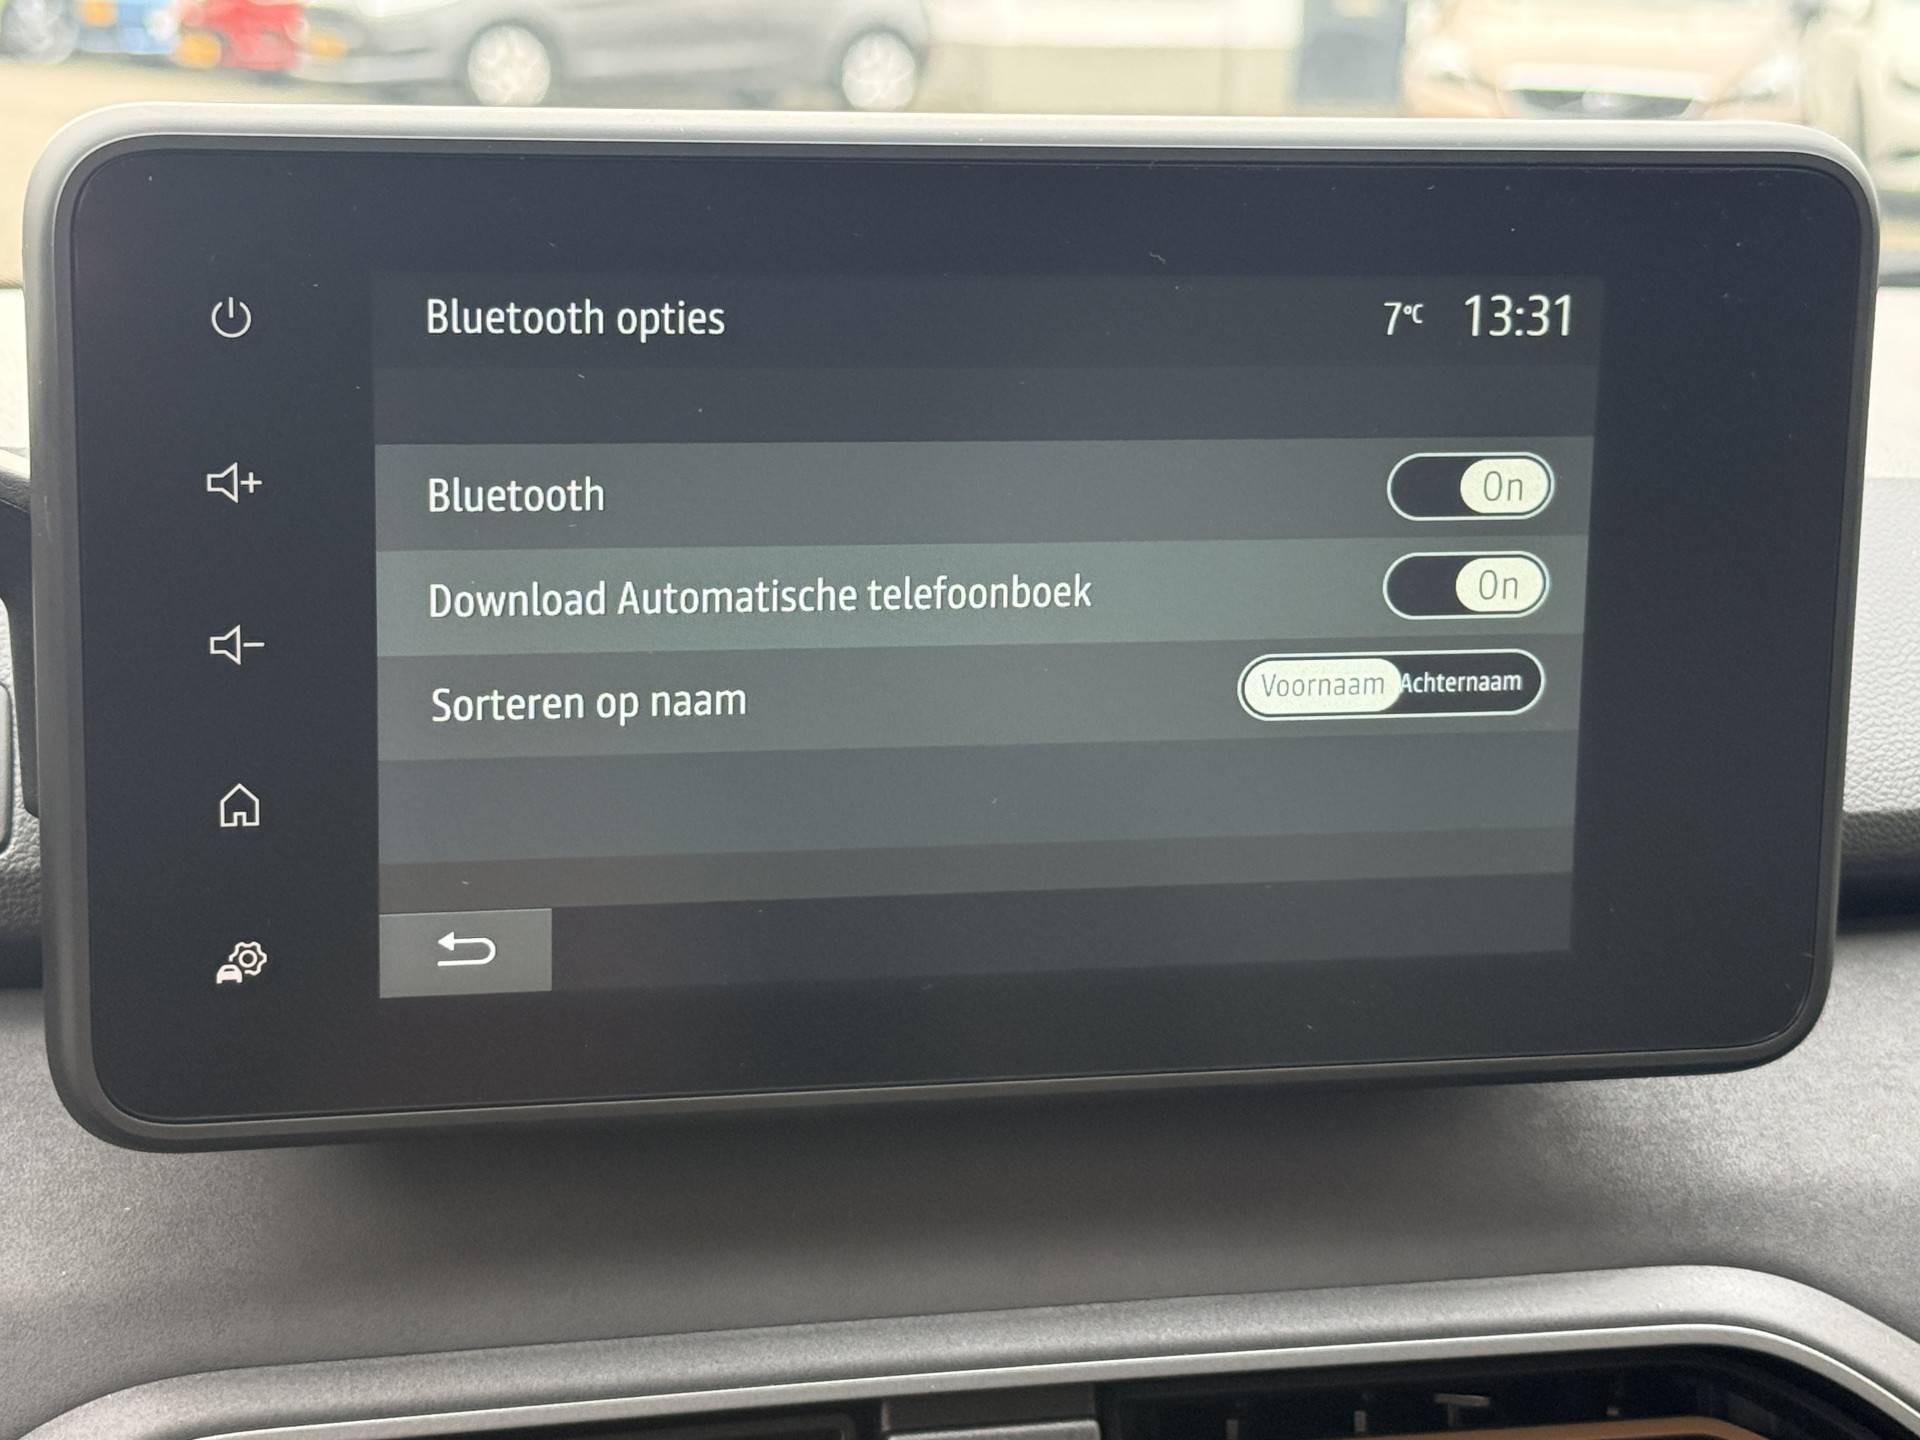 Bluetooth opties 7°C 13:31
Bluetooth On
Download Automatische telefoonboek On
Sorteren op naam Voornaam Achternaam